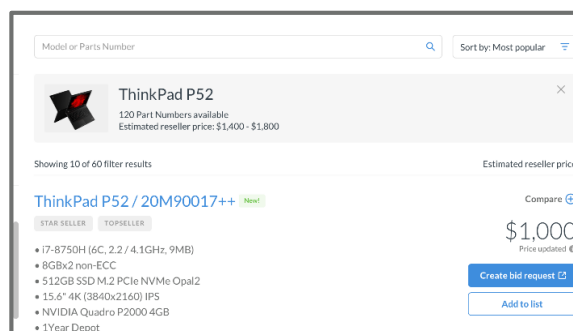 Model or Parts Number
Sort by: Most popular
ThinkPad P52
120 Part Numbers available
Estimated reseller price: $1,400 - $1,800
Showing 10 of 60 filter results
Estimated reseller price
ThinkPad P52 / 20M90017++ New!
Compare
STAR SELLER TOPSELLER
$1,000
Price updated
• i7-8750H (6C, 2.2 / 4.1GHz, 9MB)
• 8GBx2 non-ECC
• 512GB SSD M.2 PCIe NVMe Opal2
• 15.6" 4K (3840x2160) IPS
• NVIDIA Quadro P2000 4GB
• 1Year Depot
Create bid request
Add to list